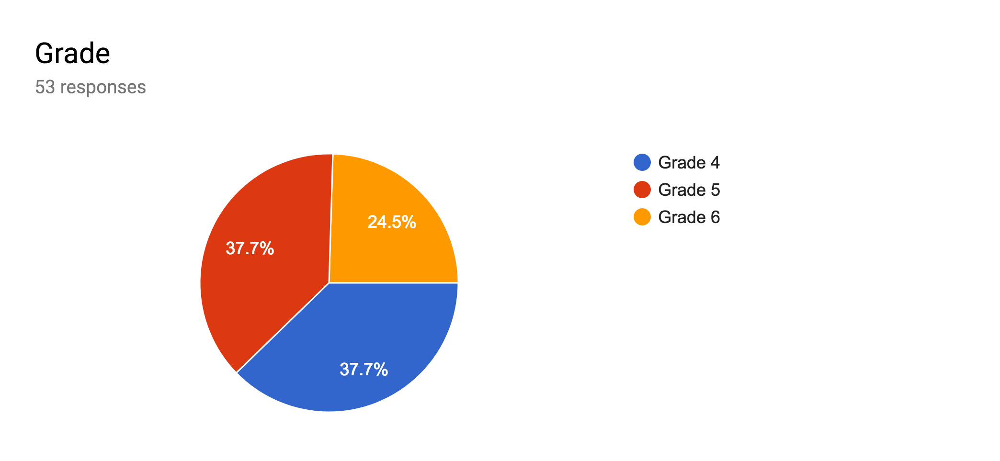 Grade
53 responses
Grade 4
Grade 5
Grade 6
24.5%
37.7%
37.7%